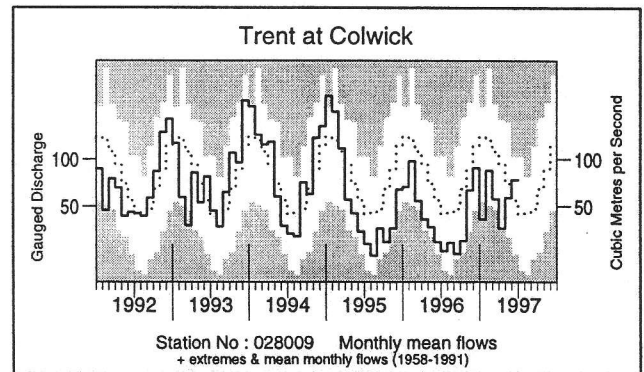 Trent at Colwick
Gauged Discharge
100
50
100
50
Cubic Metres per Second
1992 1993 1994 1995 1996 1997
Station No : 028009 Monthly mean flows
+ extremes & mean monthly flows (1958-1991)